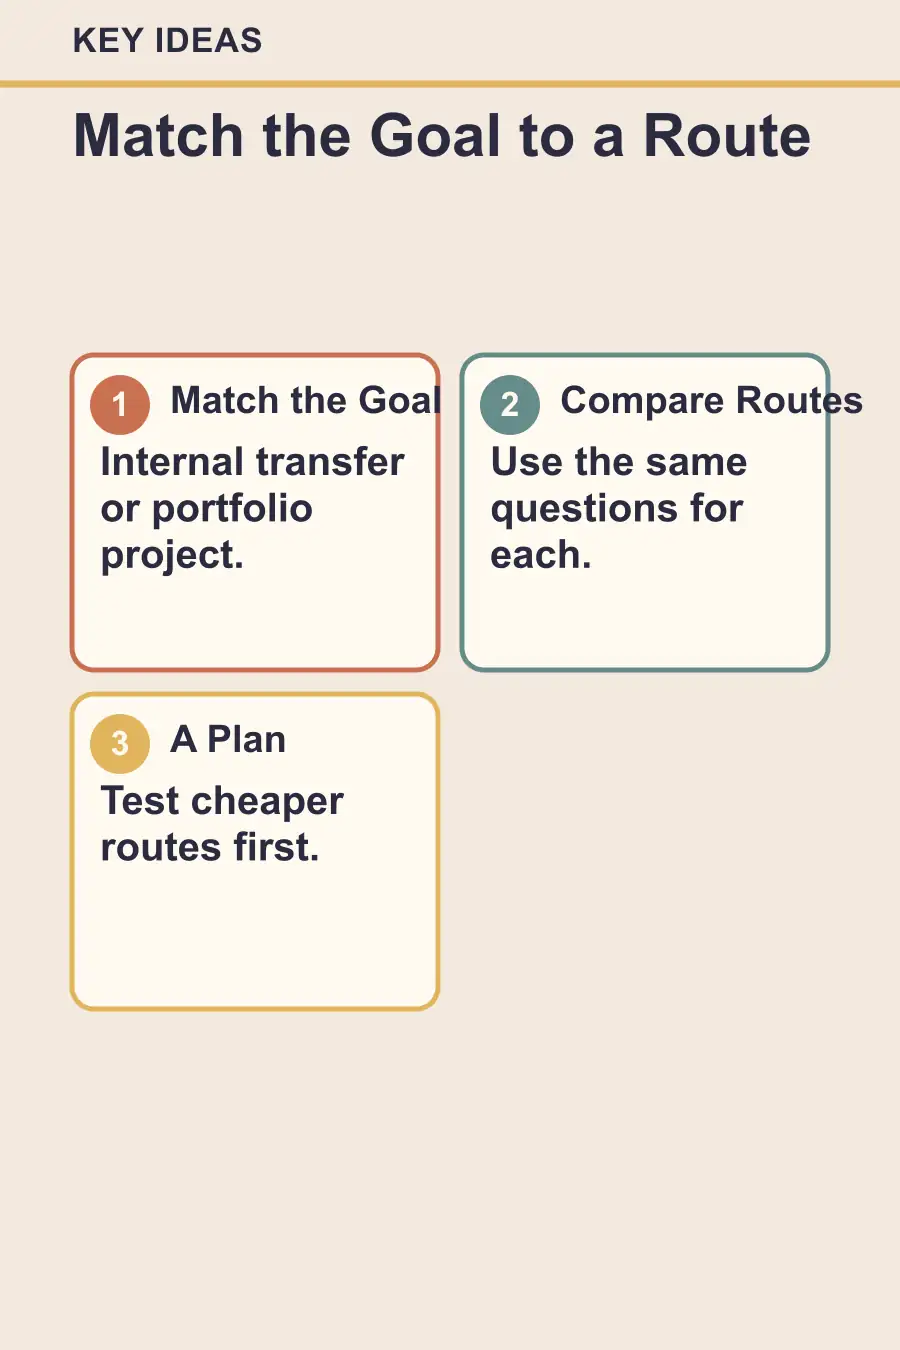 KEY IDEAS
Match the Goal to a Route
1 Match the Goal
Internal transfer
or portfolio
project.
2 Compare Routes
Use the same
questions for
each.
3 A Plan
Test cheaper
routes first.